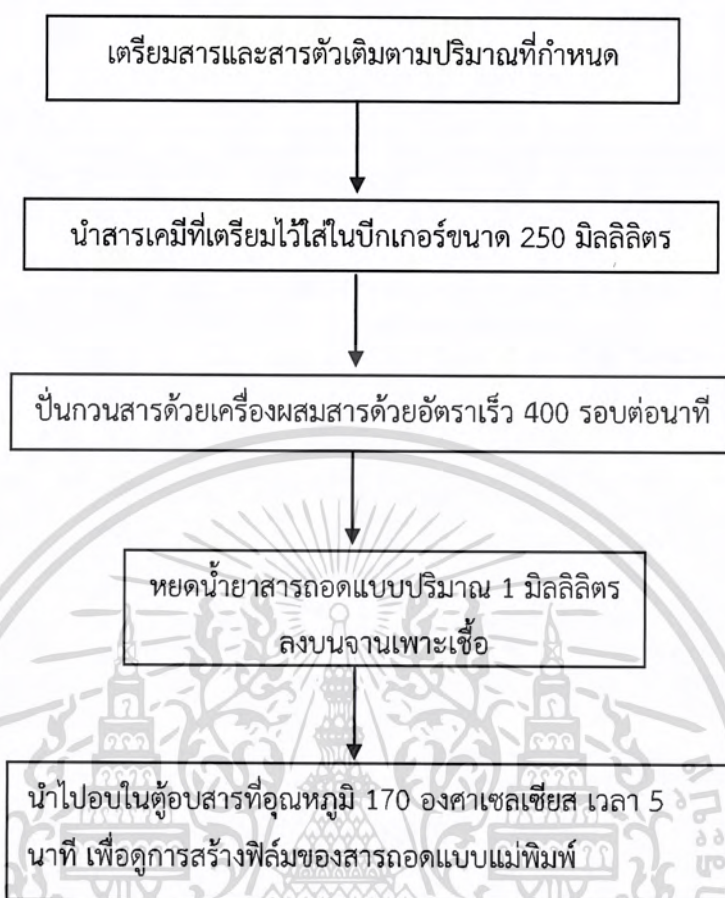 เตรียมสารและสารตัวเติมตามปริมาณที่กำหนด
นำสารเคมีที่เตรียมไว้ใส่ในบีกเกอร์ขนาด 250 มิลลิลิตร
ปั่นกวนสารด้วยเครื่องผสมสารด้วยอัตราเร็ว 400 รอบต่อนาที
หยดน้ำยาสารถอดแบบปริมาณ 1 มิลลิลิตร
ลงบนจานเพาะเชื้อ
นำไปอบในตู้อบสารที่อุณหภูมิ 170 องศาเซลเซียส เวลา 5
นาที เพื่อดูการสร้างฟิล์มของสารถอดแบบแม่พิมพ์